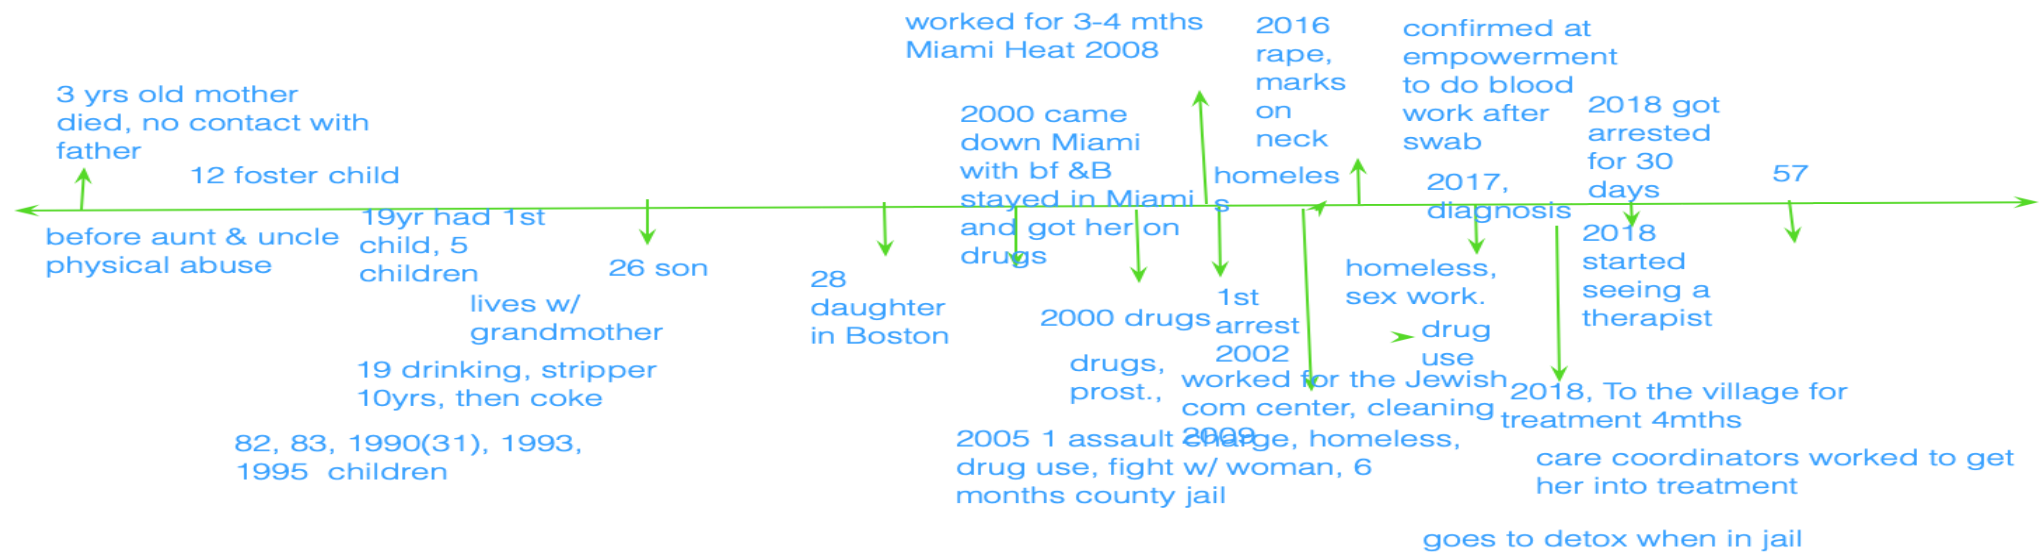 worked for 3-4 mths
Miami Heat 2008
2016
rape,
marks
on
neck
confirmed at
empowerment
to do blood
work after
swab
3 yrs old mother
died, no contact with
father
2000 came
down Miami
with bf &B
stayed in Miami
and got her on
drugs
2018 got
arrested
for 30
days
12 foster child
homeles
s
2017,
diagnosis
57
before aunt & uncle
physical abuse
19yr had 1st
child, 5
children
lives w/
grandmother
26 son
28
daughter
in Boston
2000 drugs
drugs,
prost.,
1st
arrest
2002
homeless,
sex work.
drug
use
2018
started
seeing a
therapist
19 drinking, stripper
10yrs, then coke
worked for the Jewish
com center, cleaning
2009
2018, To the village for
treatment 4mths
82, 83, 1990(31), 1993,
1995 children
2005 1 assault charge, homeless,
drug use, fight w/ woman, 6
months county jail
care coordinators worked to get
her into treatment
goes to detox when in jail